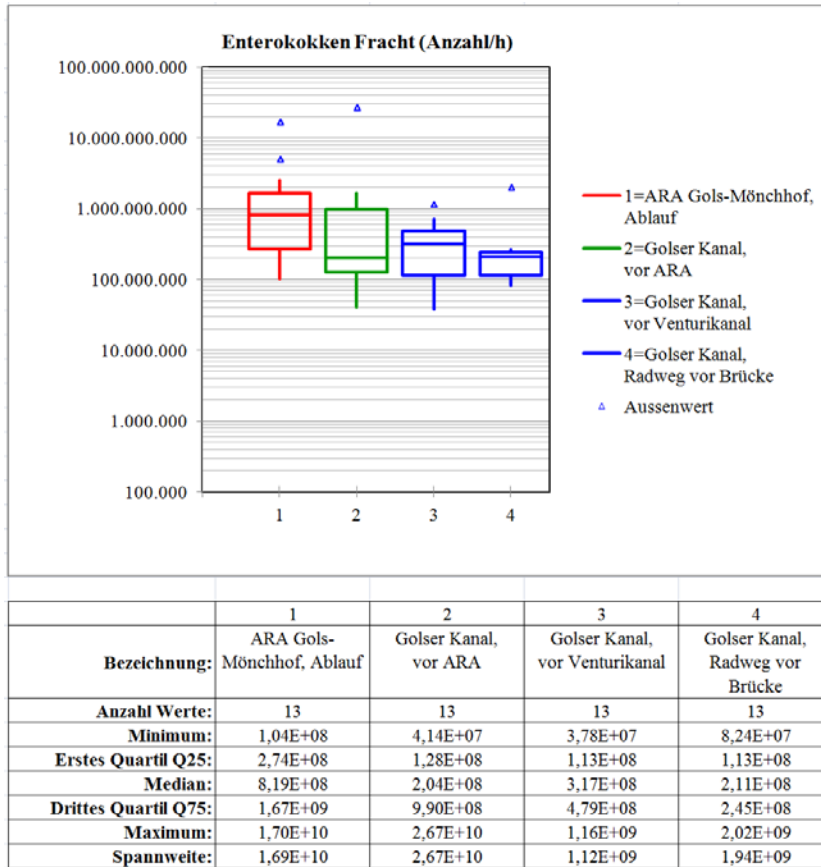 Enterokokken Fracht (Anzahl/h)
100.000.000.000
10.000.000.000
1.000.000.000
100.000.000
10.000.000
1.000.000
100.000
1 2 3 4
1=ARA Gols-Mönchhof,
Ablauf
2=Golser Kanal,
vor ARA
3=Golser Kanal,
vor Venturikanal
4=Golser Kanal,
Radweg vor Brücke
Aussenwert
1 2 3 4
Bezeichnung: ARA Gols-Mönchhof, Ablauf Golser Kanal, vor ARA Golser Kanal, vor Venturikanal Golser Kanal, Radweg vor Brücke
Anzahl Werte: 13 13 13 13
Minimum: 1,04E+08 4,14E+07 3,78E+07 8,24E+07
Erstes Quartil Q25: 2,74E+08 1,28E+08 1,13E+08 1,13E+08
Median: 8,19E+08 2,04E+08 3,17E+08 2,11E+08
Drittes Quartil Q75: 1,67E+09 9,90E+08 4,79E+08 2,45E+08
Maximum: 1,70E+10 2,67E+10 1,16E+09 2,02E+09
Spannweite: 1,69E+10 2,67E+10 1,12E+09 1,94E+09